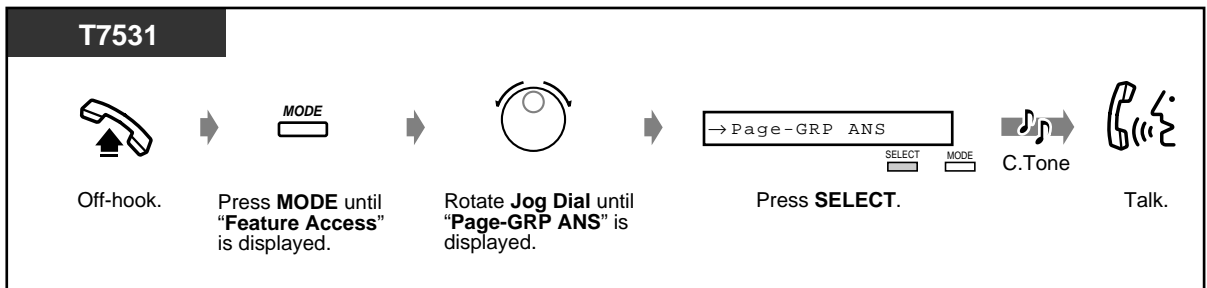 T7531
MODE
→Page-GRP ANS
SELECT MODE
C.Tone
Off-hook.
Press MODE until
“Feature Access”
is displayed.
Rotate Jog Dial until
“Page-GRP ANS” is
displayed.
Press SELECT.
Talk.